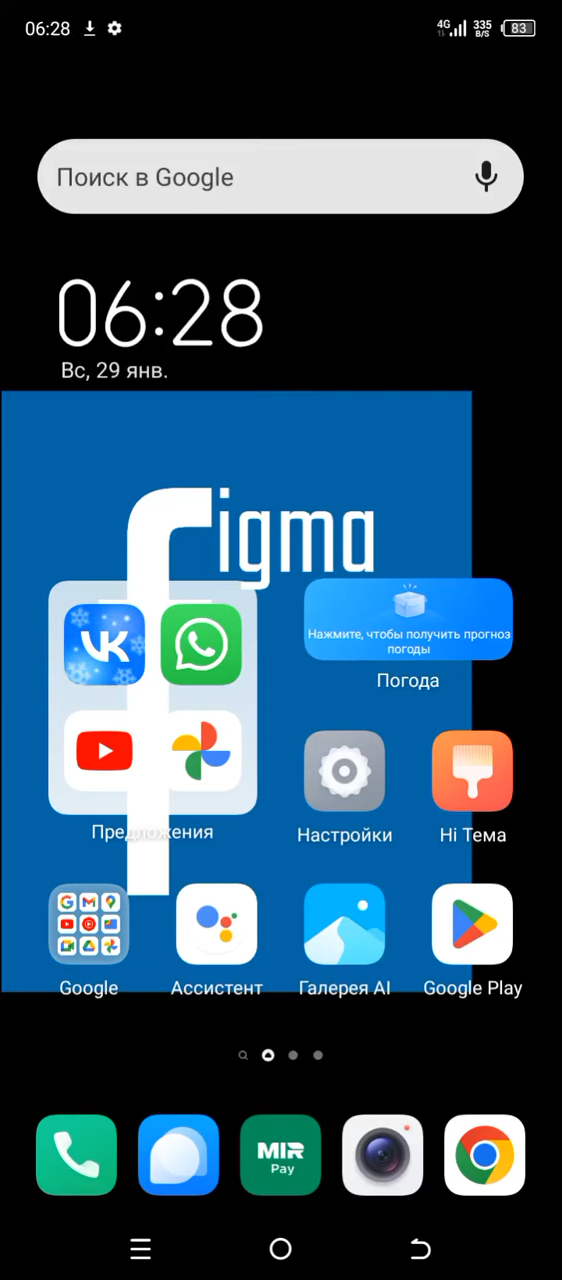 06:28
4G 335 B/S 83
Поиск в Google
06:28
Вс, 29 янв.
figma
Нажмите, чтобы получить прогноз
погоды
Погода
Предложения
Настройки
Hi Тема
Google
Ассистент
Галерея AI
Google Play
MIR
Pay